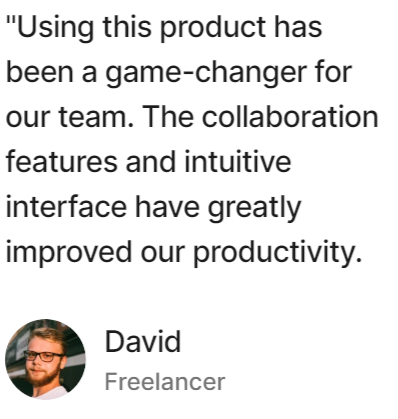 "Using this product has
been a game-changer for
our team. The collaboration
features and intuitive
interface have greatly
improved our productivity.
David
Freelancer